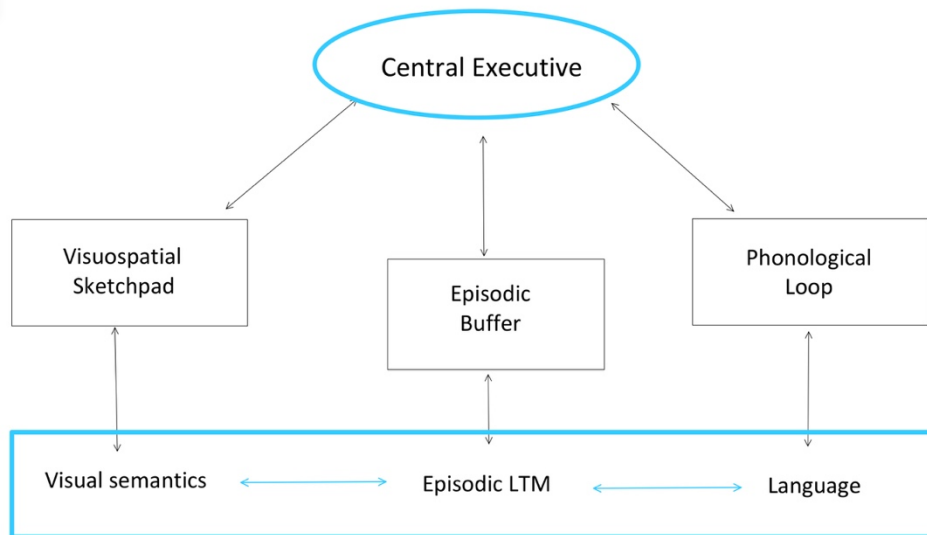 Central Executive
Visuospatial
Sketchpad
Episodic
Buffer
Phonological
Loop
Visual semantics
Episodic LTM
Language